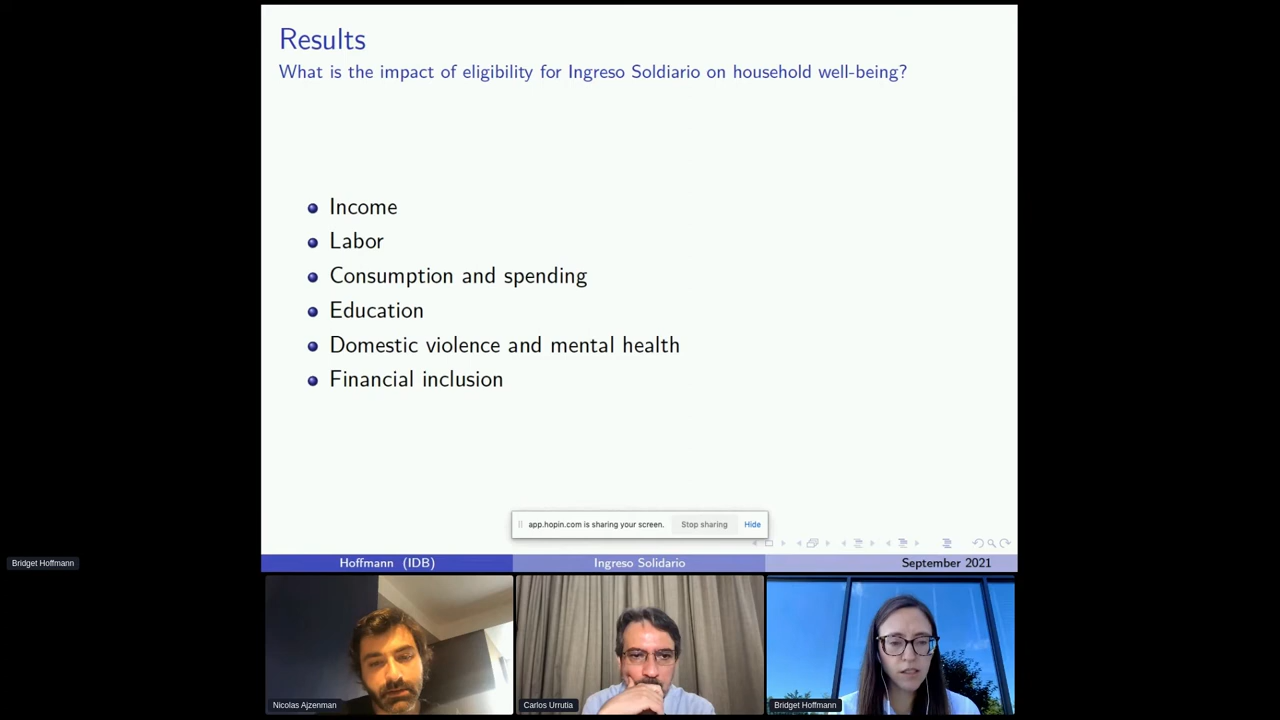 Results
What is the impact of eligibility for Ingreso Soldiario on household well-being?
Income
Labor
Consumption and spending
Education
Domestic violence and mental health
Financial inclusion
app.hopin.com is sharing your screen. Stop sharing Hide
Bridget Hoffmann
Hoffmann (IDB) Ingreso Solidario September 2021
Nicolas Ajzenman Carlos Urrutia Bridget Hoffmann